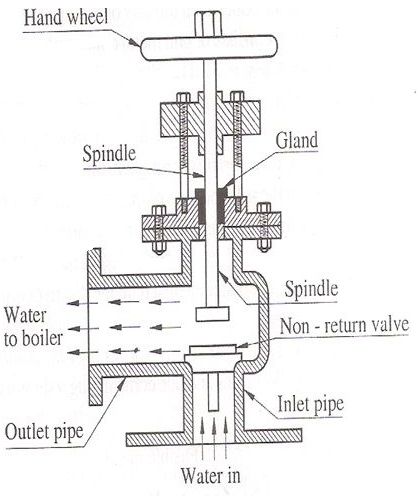 Hand wheel
Spindle
Gland
Spindle
Water
to boiler
Non - return valve
Outlet pipe
Inlet pipe
Water in